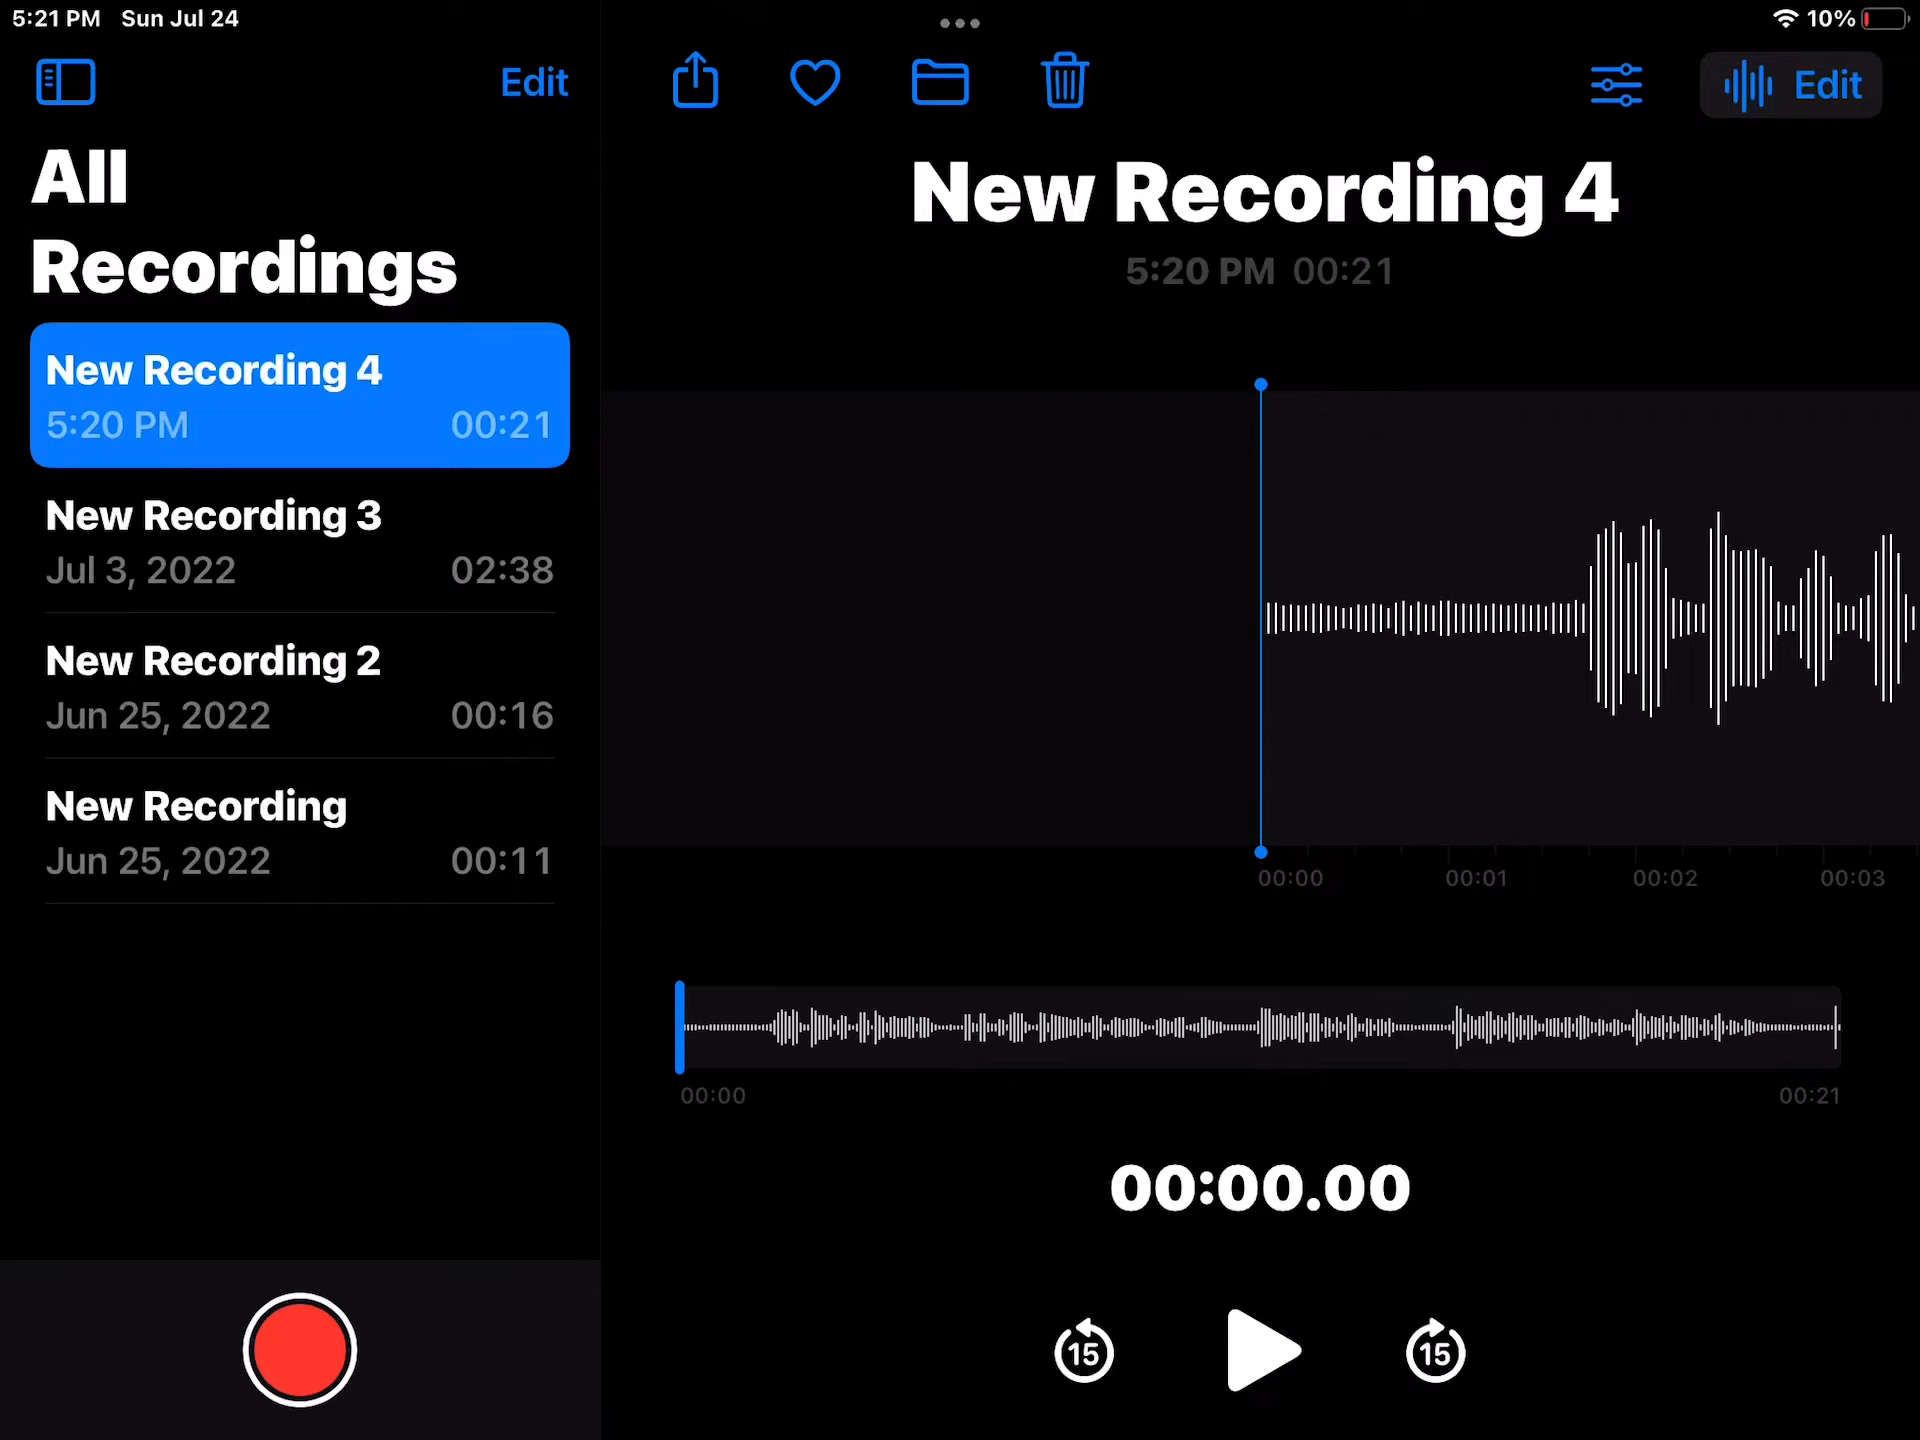 5:21 PM Sun Jul 24
10%
Edit
All
Recordings
New Recording 4
5:20 PM 00:21
New Recording 3
Jul 3, 2022 02:38
New Recording 2
Jun 25, 2022 00:16
New Recording
Jun 25, 2022 00:11
Edit
New Recording 4
5:20 PM 00:21
00:00 00:01 00:02 00:03
00:00 00:21
00:00.00
15 15